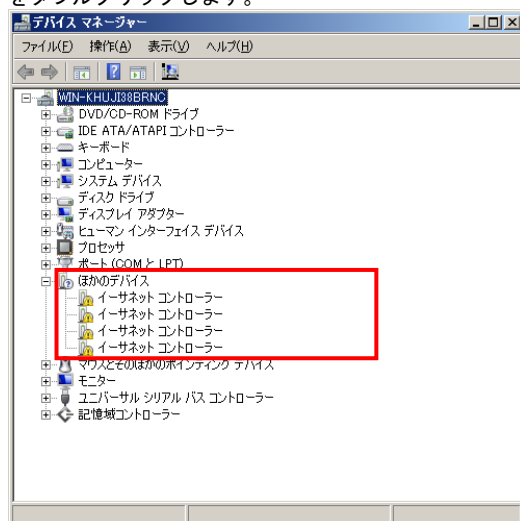 をダブルクリックします。
デバイス マネージャー
ファイル(F) 操作(A) 表示(V) ヘルプ(H)
WIN-KHUJI38BRNC
DVD/CD-ROM ドライブ
IDE ATA/ATAPI コントローラー
キーボード
コンピューター
システム デバイス
ディスク ドライブ
ディスプレイ アダプター
ヒューマン インターフェイス デバイス
プロセッサ
ポート (COM と LPT)
ほかのデバイス
イーサネット コントローラー
イーサネット コントローラー
イーサネット コントローラー
イーサネット コントローラー
マウスとそのほかのポインティング デバイス
モニター
ユニバーサル シリアル バス コントローラー
記憶域コントローラー